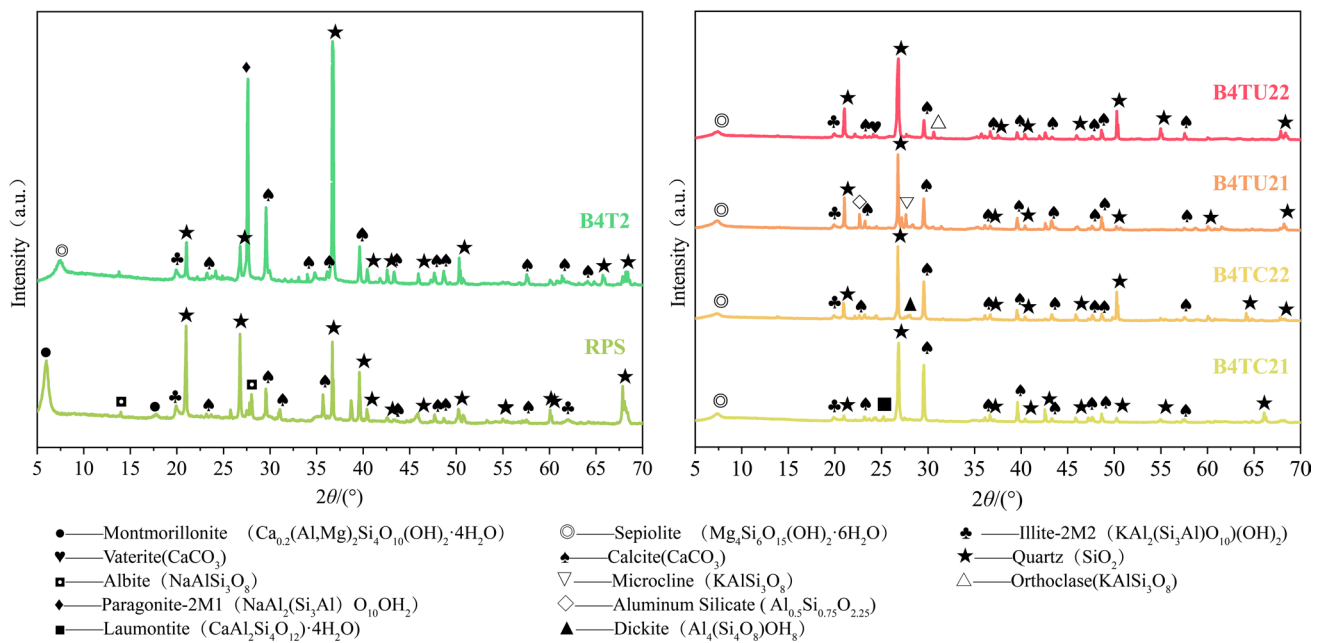 Intensity（a.u.）
B4T2
RPS
5 10 15 20 25 30 35 40 45 50 55 60 65 70
2θ/(°)
Intensity（a.u.）
B4TU22
B4TU21
B4TC22
B4TC21
5 10 15 20 25 30 35 40 45 50 55 60 65 70
2θ/(°)
●——Montmorillonite （Ca₀.₂(Al,Mg)₂Si₄O₁₀(OH)₂·4H₂O）
◎——Sepiolite（Mg₄Si₆O₁₅(OH)₂·6H₂O）
♣——Illite-2M2（KAl₂(Si₃Al)O₁₀)(OH)₂）
♥——Vaterite(CaCO₃)
♠——Calcite(CaCO₃)
★——Quartz（SiO₂）
◘——Albite（NaAlSi₃O₈）
▽——Microcline（KAlSi₃O₈）
△——Orthoclase(KAlSi₃O₈)
♦——Paragonite-2M1（NaAl₂(Si₃Al）O₁₀OH₂）
◇——Aluminum Silicate（Al₀.₅Si₀.₇₅O₂.₂₅）
■——Laumontite（CaAl₂Si₄O₁₂)·4H₂O）
▲——Dickite（Al₄(Si₄O₈)OH₈）